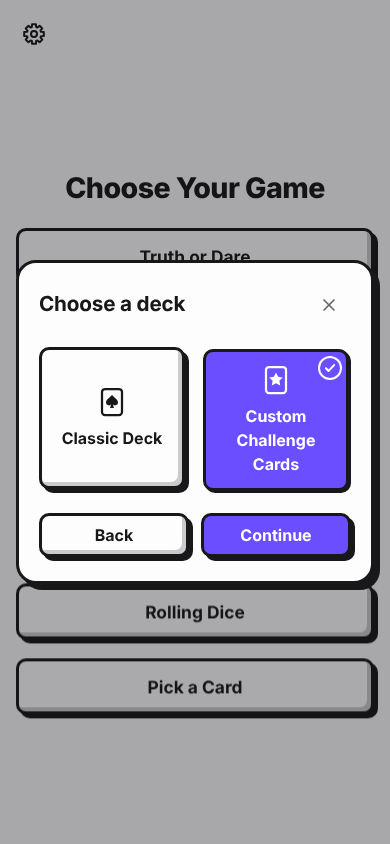 Choose Your Game
Truth or Dare
Choose a deck
Classic Deck
Custom
Challenge
Cards
Back
Continue
Rolling Dice
Pick a Card